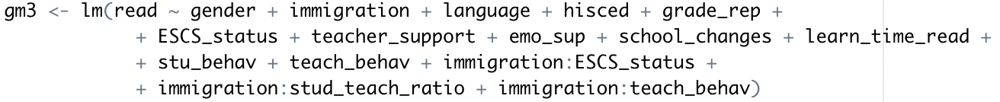 gm3 <- lm(read ~ gender + immigration + language + hisced + grade_rep +
+ ESCS_status + teacher_support + emo_sup + school_changes + learn_time_read +
+ stu_behav + teach_behav + immigration:ESCS_status +
+ immigration:stud_teach_ratio + immigration:teach_behav)